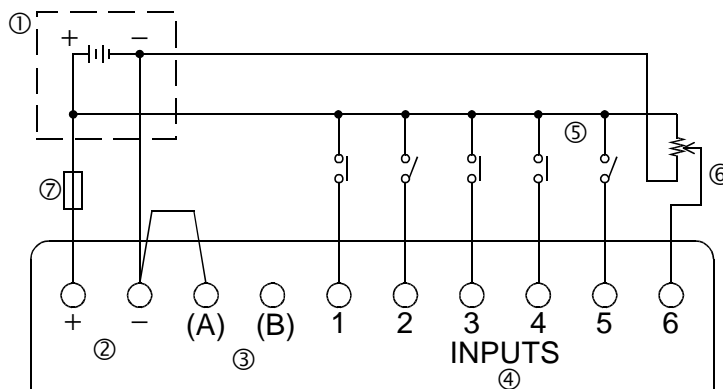 ①
+ −
⑤
⑥
⑦
+ − (A) (B) 1 2 3 4 5 6
INPUTS
② ③ ④